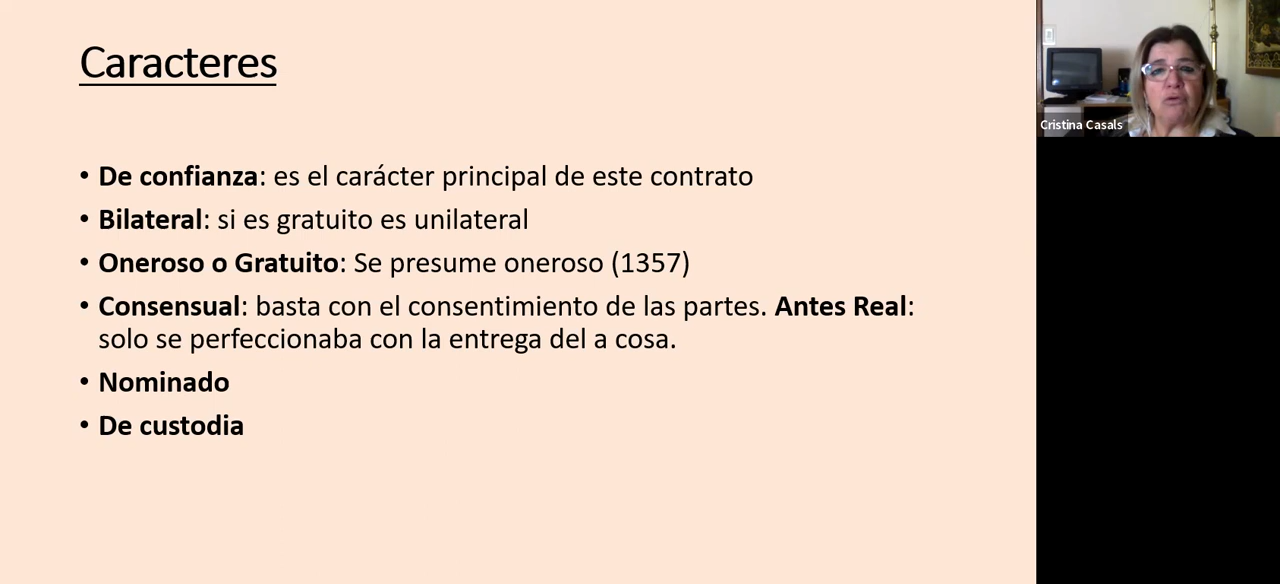 Caracteres
• De confianza: es el carácter principal de este contrato
• Bilateral: si es gratuito es unilateral
• Oneroso o Gratuito: Se presume oneroso (1357)
• Consensual: basta con el consentimiento de las partes. Antes Real:
solo se perfeccionaba con la entrega del a cosa.
• Nominado
• De custodia
Cristina Casals